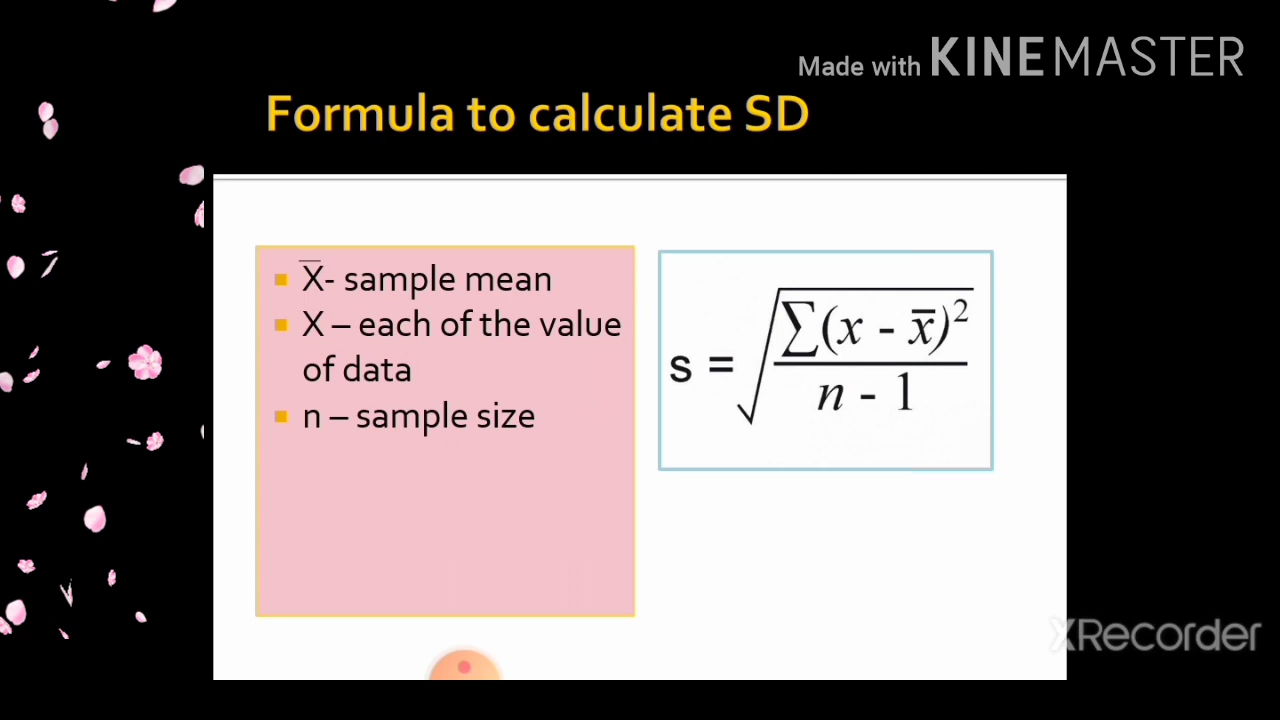 Made with KINEMASTER
Formula to calculate SD
X̅- sample mean
X – each of the value
of data
n – sample size
s = √(∑(x - x̅)² / (n - 1))
XRecorder